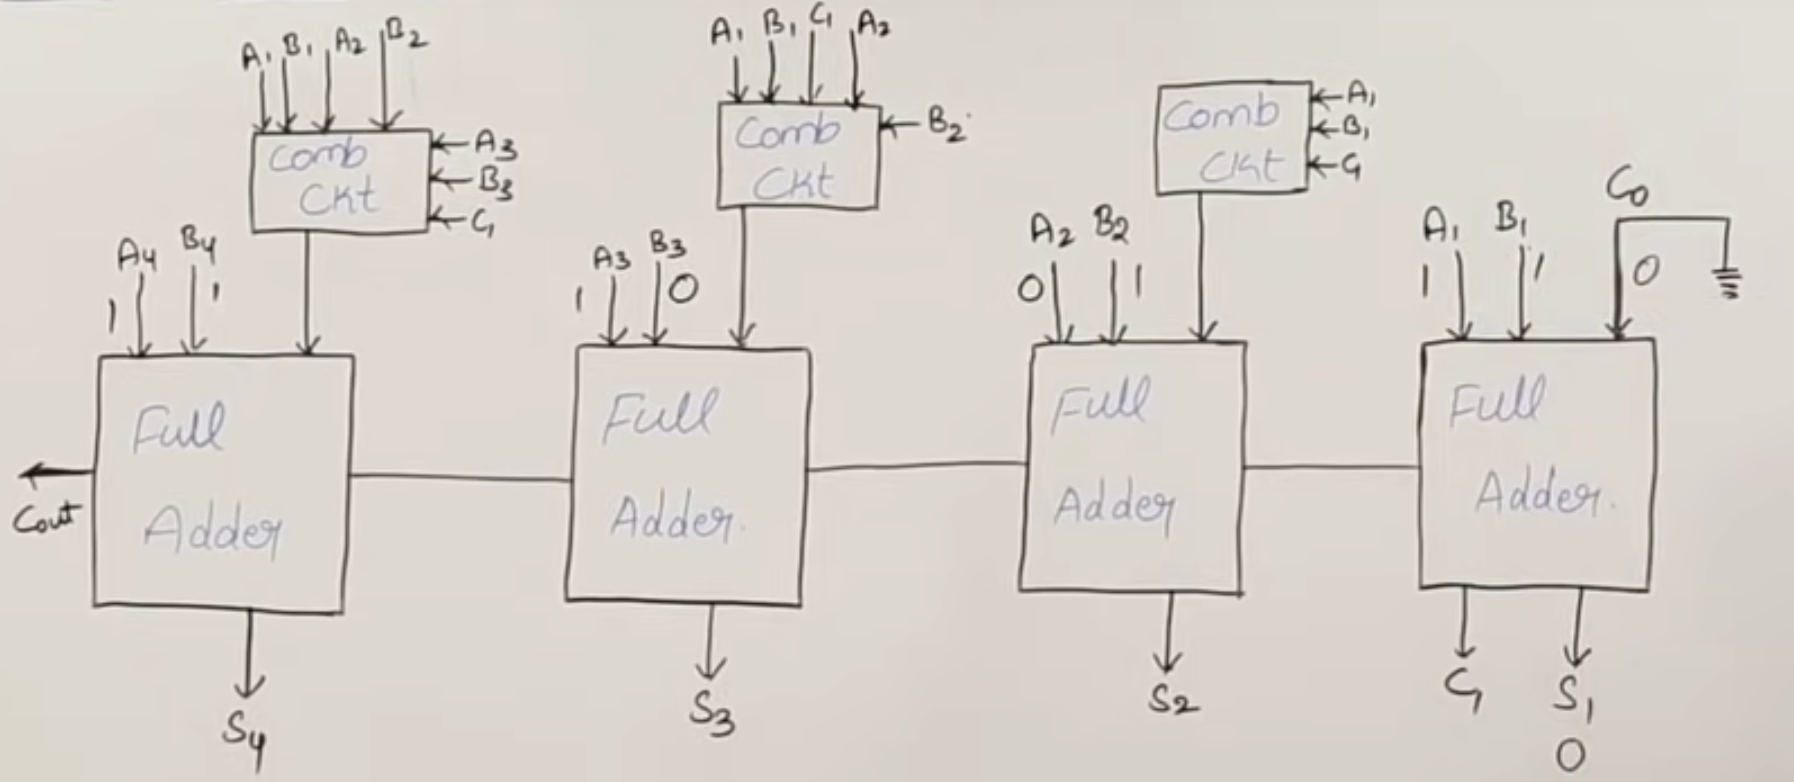 A1 B1 A2 B2
A1 B1 C1 A2
Comb
Ckt
A3
B3
C1
Comb
Ckt
B2
Comb
Ckt
A1
B1
C1
A4 B4
1 1
A3 B3
1 0
A2 B2
0 1
A1 B1 C0
1 1 0
Full
Adder
Full
Adder.
Full
Adder
Full
Adder.
Cout
S4
S3
S2
C1 S1
0